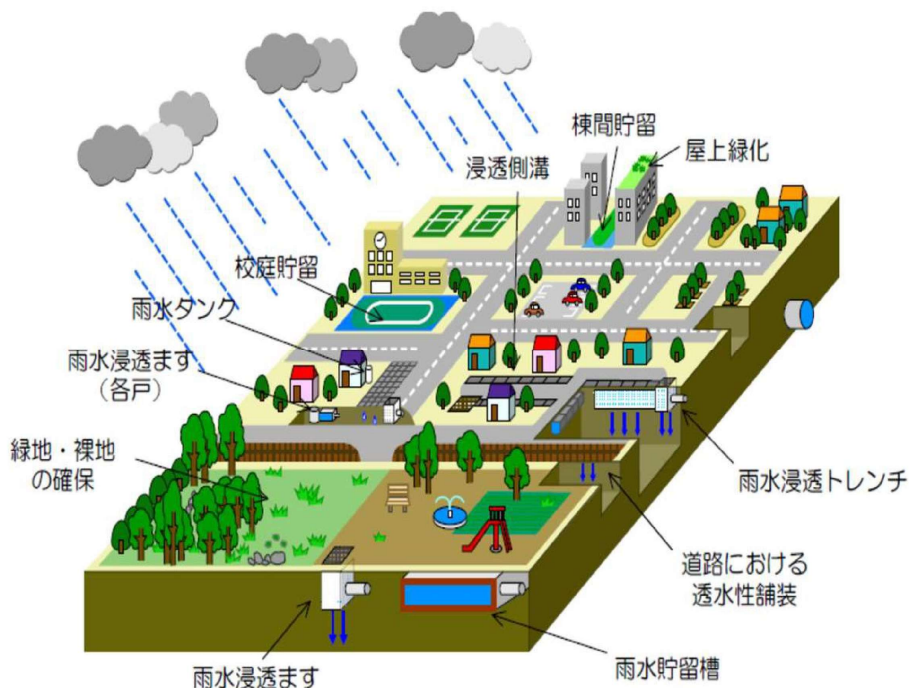 棟間貯留
屋上緑化
浸透側溝
校庭貯留
雨水タンク
雨水浸透ます
（各戸）
緑地・裸地
の確保
雨水浸透トレンチ
道路における
透水性舗装
雨水浸透ます
雨水貯留槽